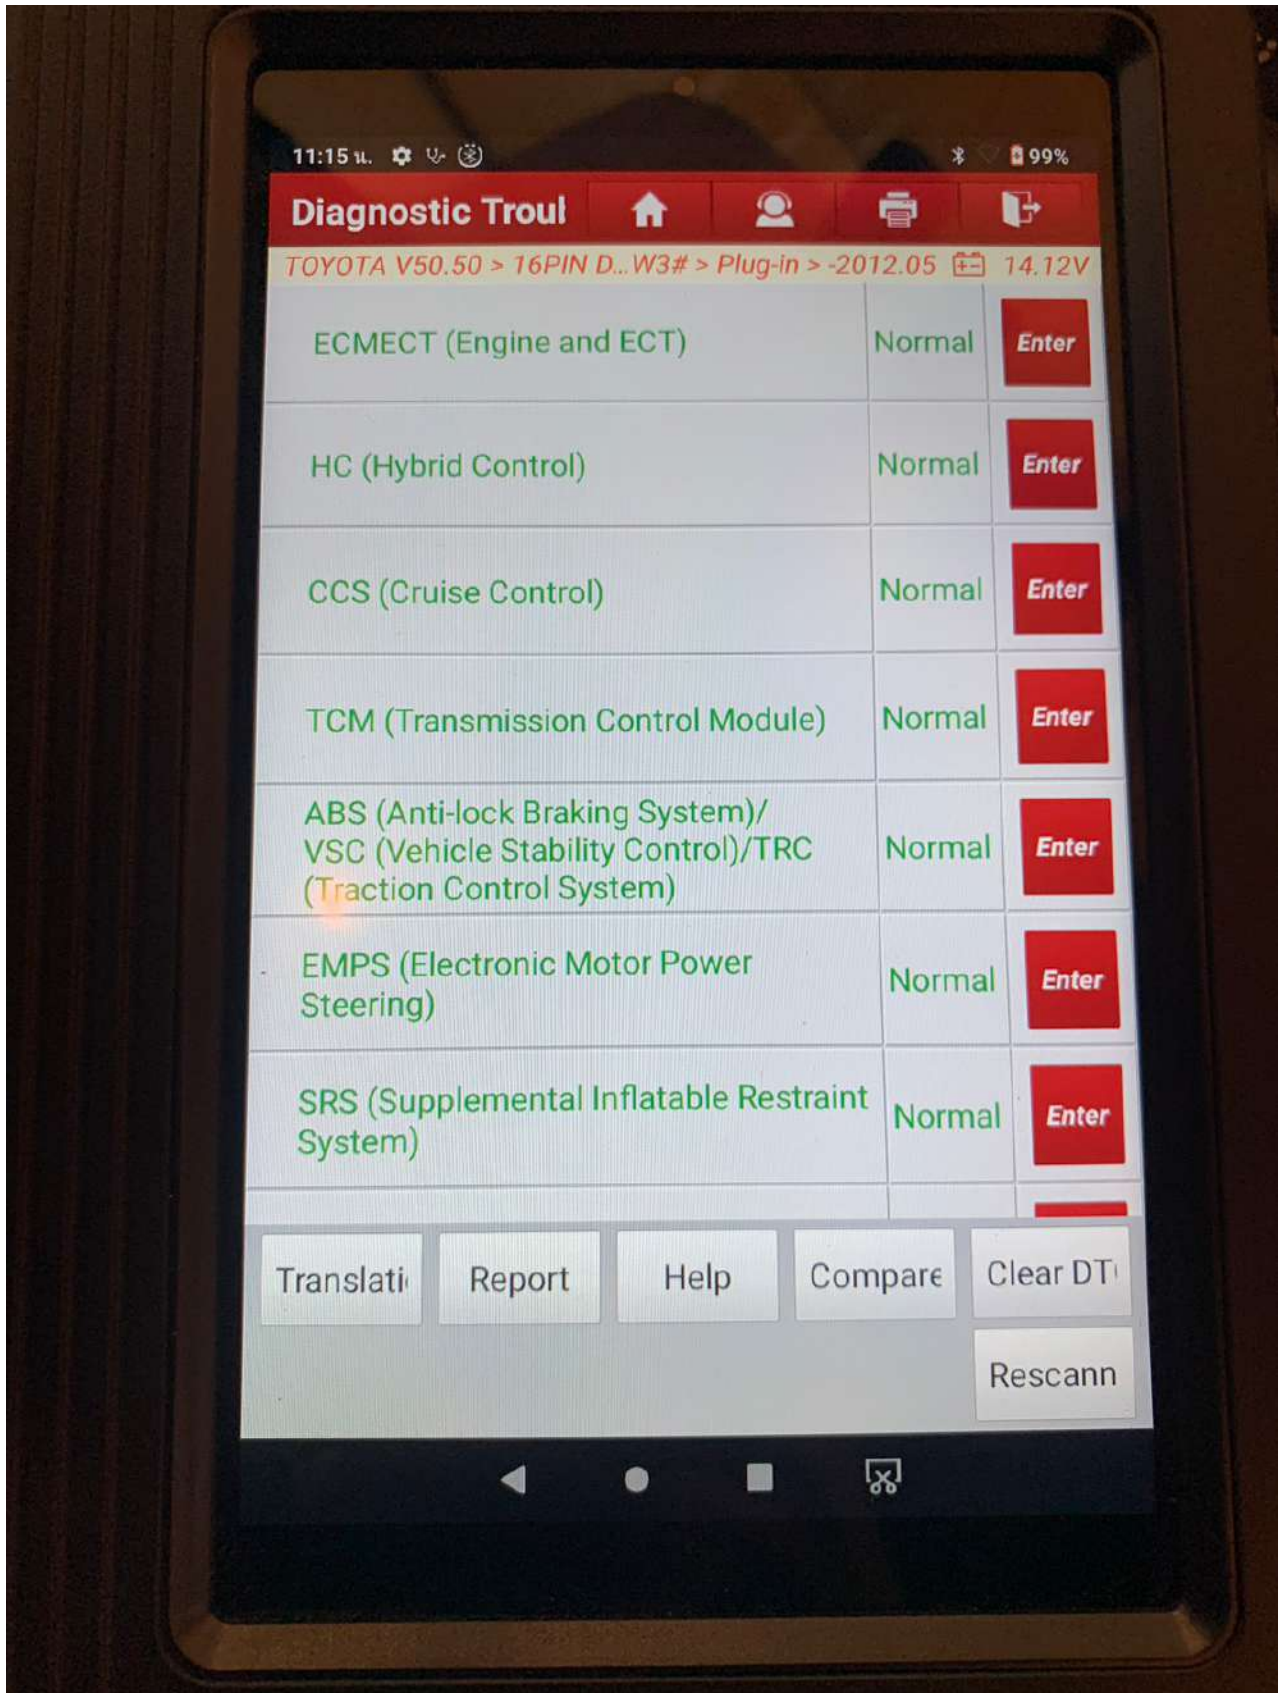 11:15 น.
99%
Diagnostic Troul
TOYOTA V50.50 > 16PIN D...W3# > Plug-in > -2012.05 14.12V
ECMECT (Engine and ECT) Normal Enter
HC (Hybrid Control) Normal Enter
CCS (Cruise Control) Normal Enter
TCM (Transmission Control Module) Normal Enter
ABS (Anti-lock Braking System)/
VSC (Vehicle Stability Control)/TRC
(Traction Control System)
Normal Enter
EMPS (Electronic Motor Power
Steering)
Normal Enter
SRS (Supplemental Inflatable Restraint
System)
Normal Enter
Translati Report Help Compare Clear DT
Rescann